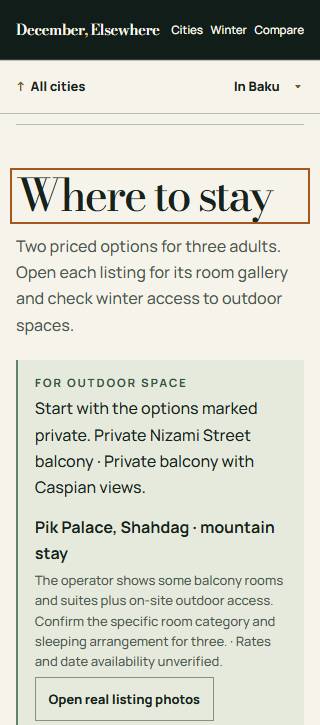 December, Elsewhere Cities Winter Compare
↑ All cities In Baku
Where to stay
Two priced options for three adults.
Open each listing for its room gallery
and check winter access to outdoor
spaces.
FOR OUTDOOR SPACE
Start with the options marked
private. Private Nizami Street
balcony · Private balcony with
Caspian views.
Pik Palace, Shahdag · mountain
stay
The operator shows some balcony rooms
and suites plus on-site outdoor access.
Confirm the specific room category and
sleeping arrangement for three. · Rates
and date availability unverified.
Open real listing photos